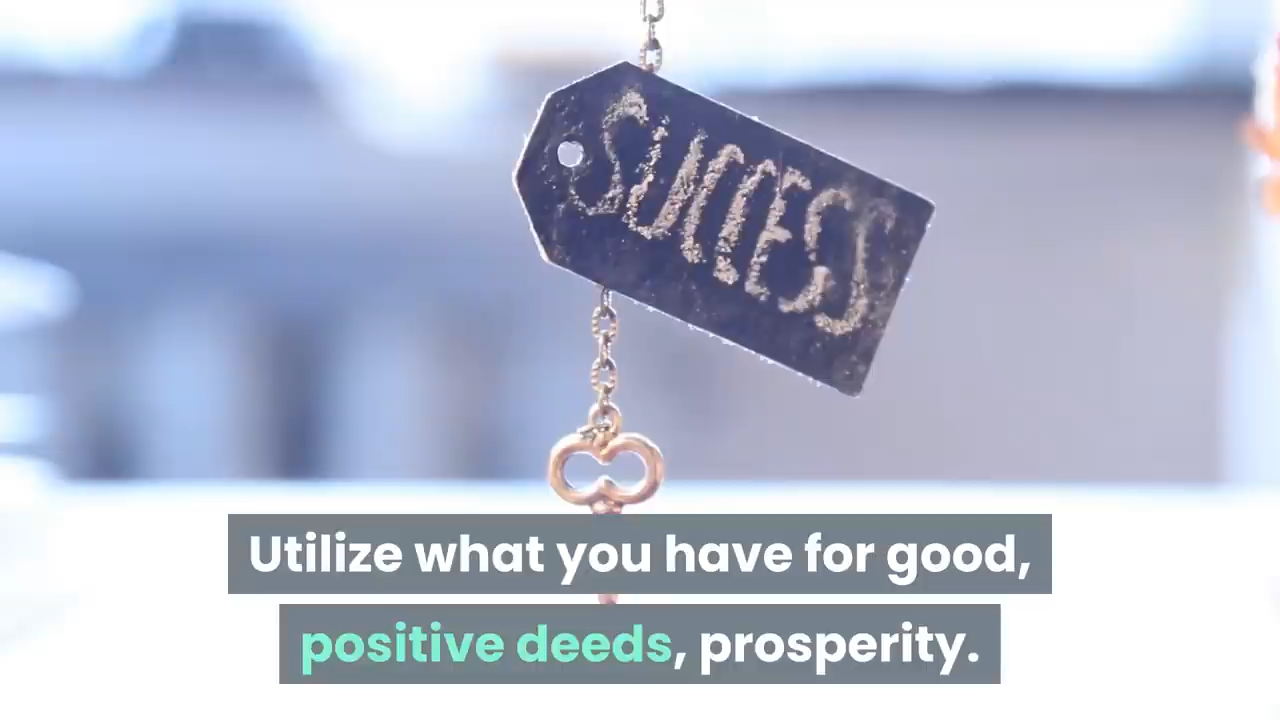 SUCCESS
Utilize what you have for good,
positive deeds, prosperity.